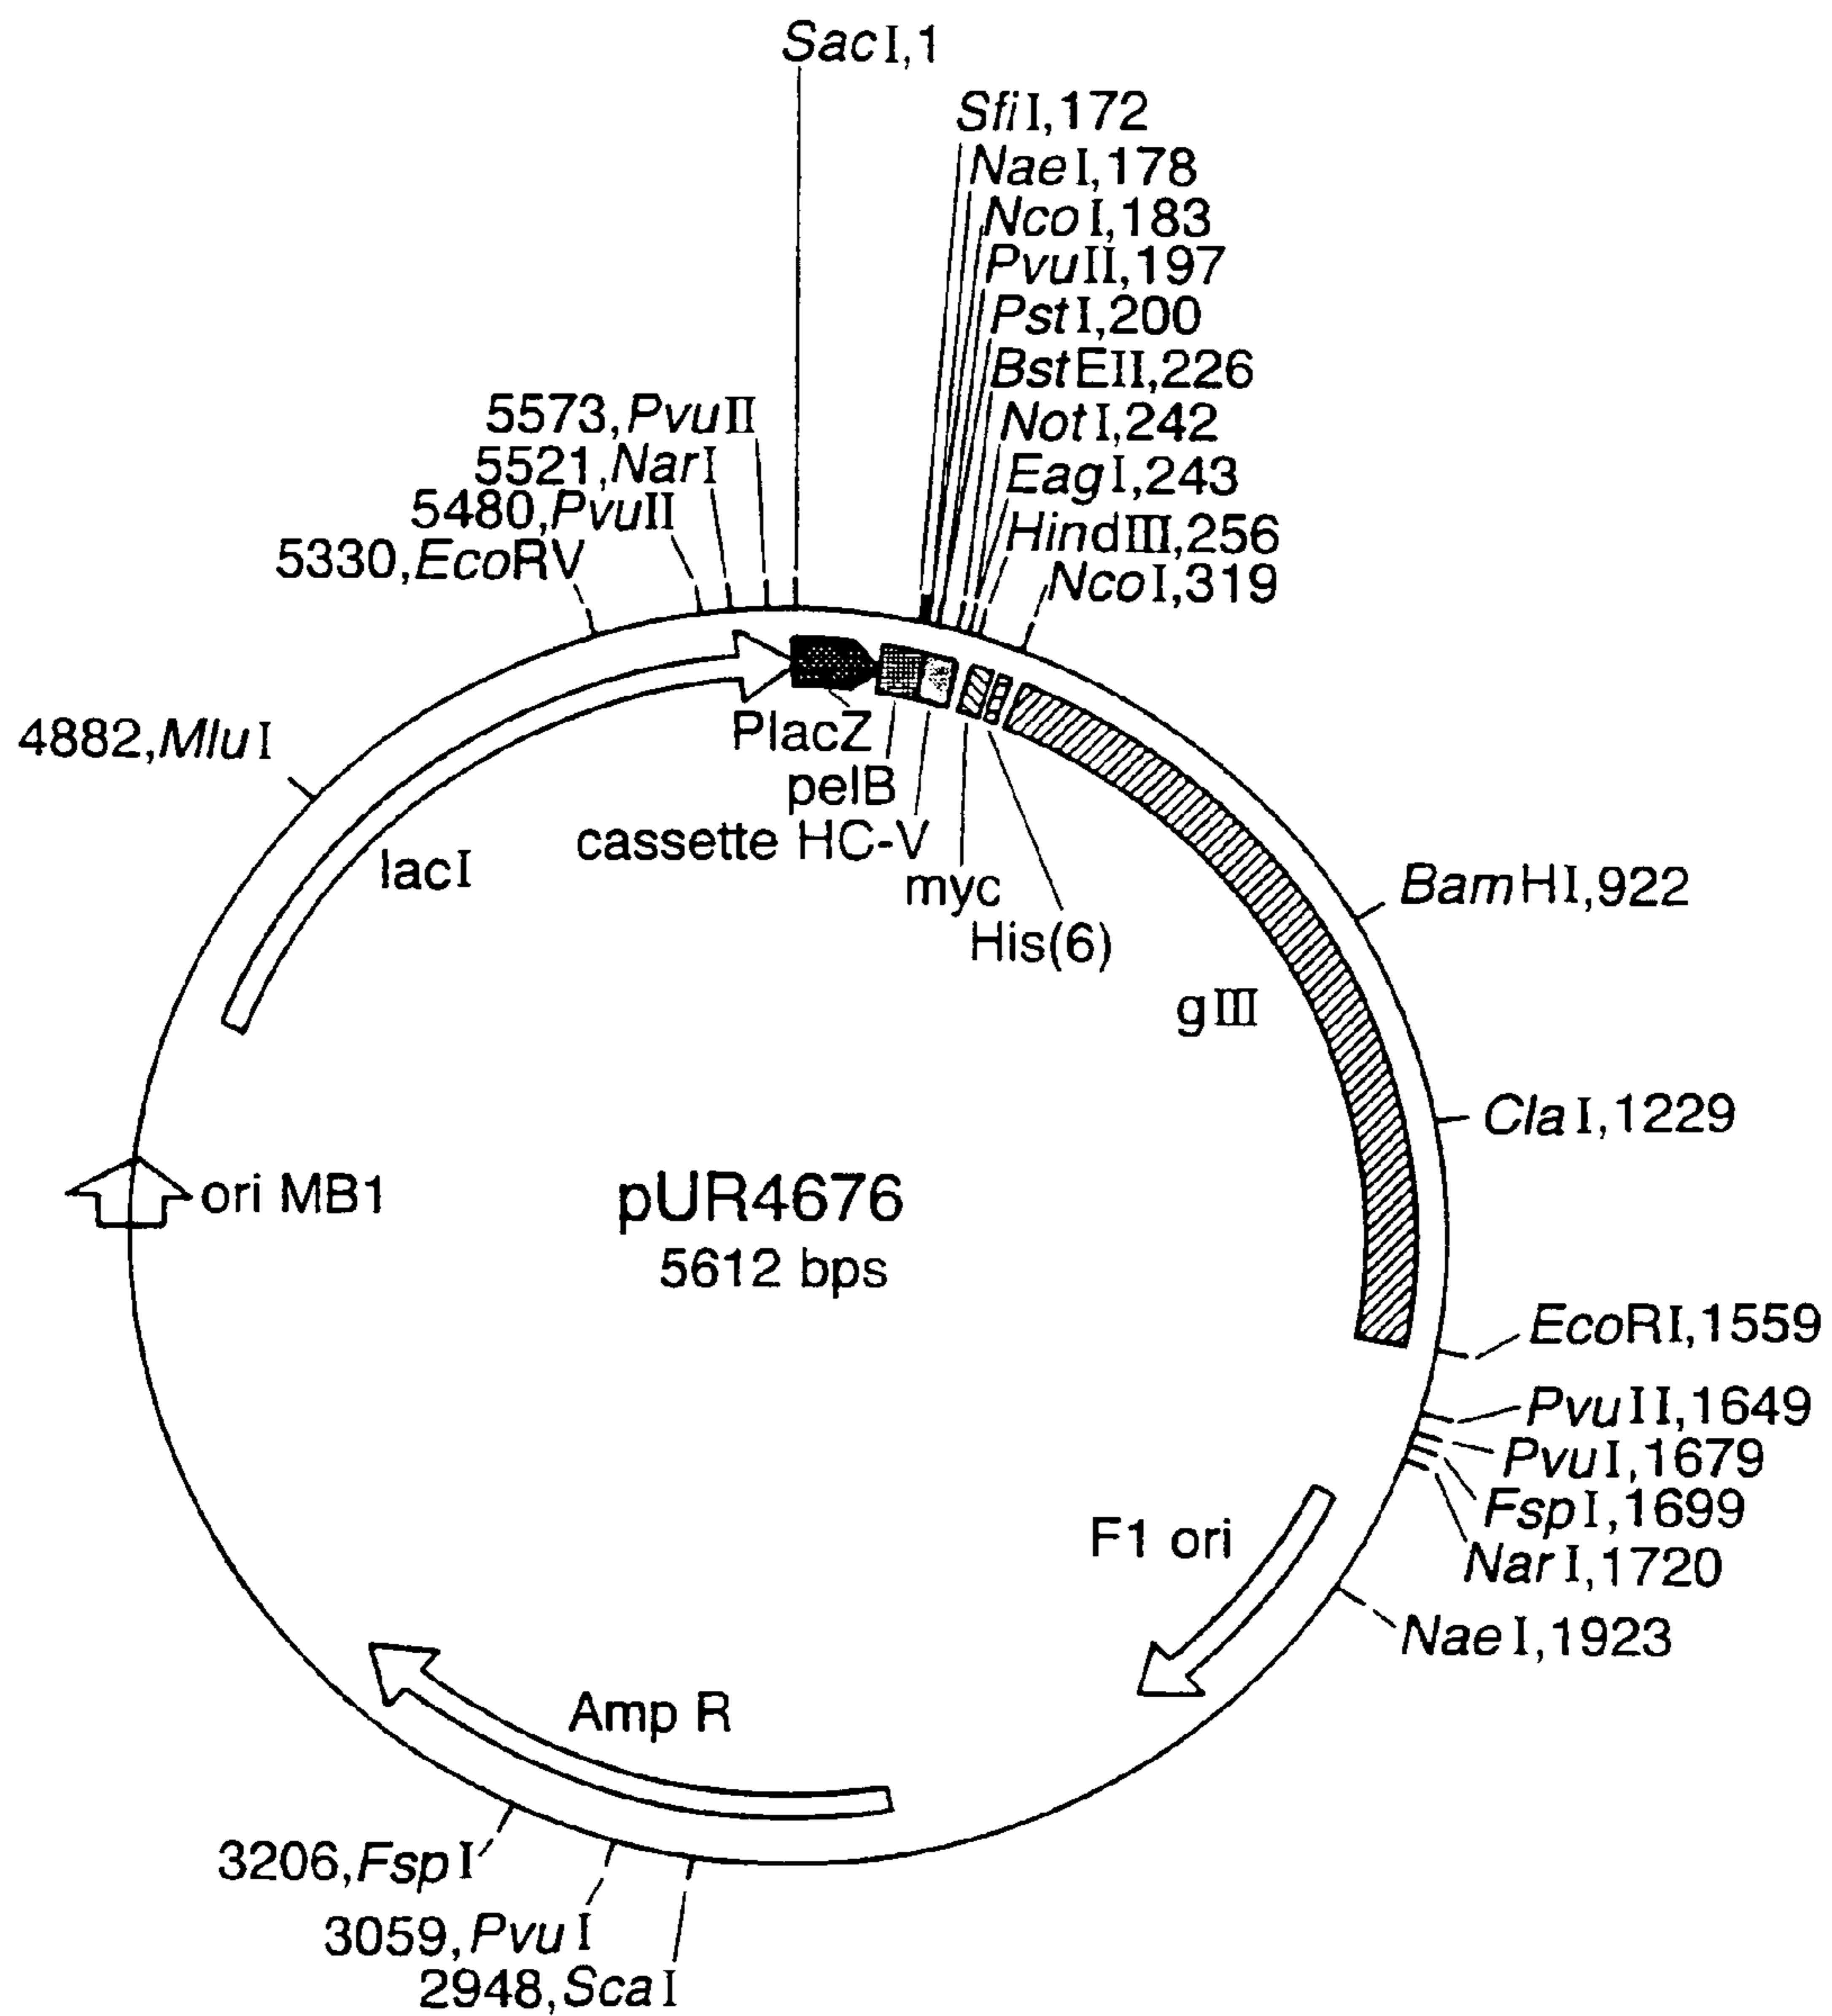 SacI,1
SfiI,172
NaeI,178
NcoI,183
PvuII,197
PstI,200
BstEII,226
NotI,242
EagI,243
HindIII,256
NcoI,319
5573,PvuII
5521,NarI
5480,PvuII
5330,EcoRV
4882,MluI
PlacZ
pelB
cassette HC-V
myc
His(6)
lacI
gIII
BamHI,922
ClaI,1229
ori MB1
pUR4676
5612 bps
EcoRI,1559
PvuII,1649
PvuI,1679
FspI,1699
NarI,1720
NaeI,1923
F1 ori
Amp R
3206,FspI
3059,PvuI
2948,ScaI